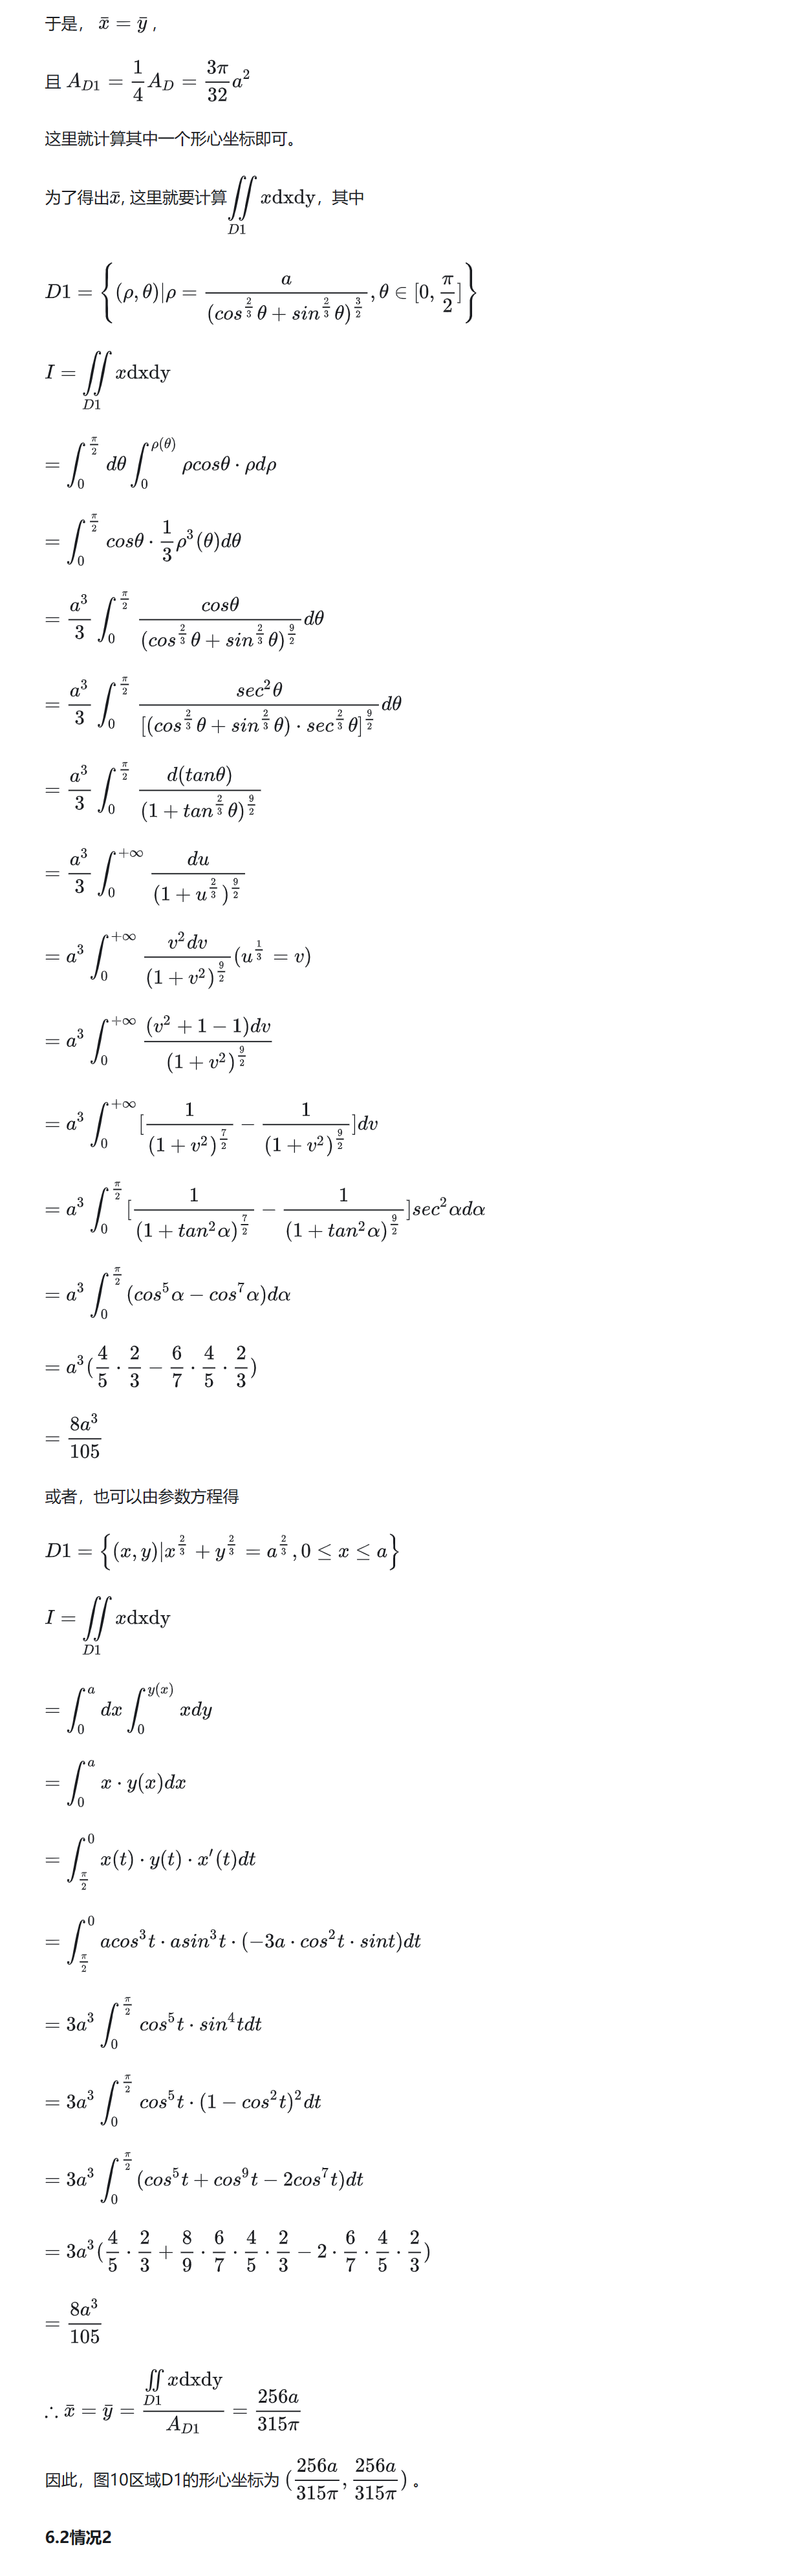 于是， $\bar{x} = \bar{y}$ ，
且 $A_{D1} = \frac{1}{4} A_D = \frac{3\pi}{32} a^2$
这里就计算其中一个形心坐标即可。
为了得出$\bar{x}$, 这里就要计算$\iint\limits_{D1} x\mathrm{dxdy}$，其中
$D1 = \left\{ (\rho, \theta) | \rho = \frac{a}{(cos^{\frac{2}{3}}\theta + sin^{\frac{2}{3}}\theta)^{\frac{3}{2}}}, \theta \in [0, \frac{\pi}{2}] \right\}$
$I = \iint\limits_{D1} x\mathrm{dxdy}$
$= \int_0^{\frac{\pi}{2}} d\theta \int_0^{\rho(\theta)} \rho cos\theta \cdot \rho d\rho$
$= \int_0^{\frac{\pi}{2}} cos\theta \cdot \frac{1}{3} \rho^3(\theta) d\theta$
$= \frac{a^3}{3} \int_0^{\frac{\pi}{2}} \frac{cos\theta}{(cos^{\frac{2}{3}}\theta + sin^{\frac{2}{3}}\theta)^{\frac{9}{2}}} d\theta$
$= \frac{a^3}{3} \int_0^{\frac{\pi}{2}} \frac{sec^2\theta}{[(cos^{\frac{2}{3}}\theta + sin^{\frac{2}{3}}\theta) \cdot sec^{\frac{2}{3}}\theta]^{\frac{9}{2}}} d\theta$
$= \frac{a^3}{3} \int_0^{\frac{\pi}{2}} \frac{d(tan\theta)}{(1 + tan^{\frac{2}{3}}\theta)^{\frac{9}{2}}}$
$= \frac{a^3}{3} \int_0^{+\infty} \frac{du}{(1 + u^{\frac{2}{3}})^{\frac{9}{2}}}$
$= a^3 \int_0^{+\infty} \frac{v^2 dv}{(1 + v^2)^{\frac{9}{2}}} (u^{\frac{1}{3}} = v)$
$= a^3 \int_0^{+\infty} \frac{(v^2 + 1 - 1)dv}{(1 + v^2)^{\frac{9}{2}}}$
$= a^3 \int_0^{+\infty} [\frac{1}{(1 + v^2)^{\frac{7}{2}}} - \frac{1}{(1 + v^2)^{\frac{9}{2}}}] dv$
$= a^3 \int_0^{\frac{\pi}{2}} [\frac{1}{(1 + tan^2\alpha)^{\frac{7}{2}}} - \frac{1}{(1 + tan^2\alpha)^{\frac{9}{2}}}] sec^2\alpha d\alpha$
$= a^3 \int_0^{\frac{\pi}{2}} (cos^5\alpha - cos^7\alpha) d\alpha$
$= a^3 (\frac{4}{5} \cdot \frac{2}{3} - \frac{6}{7} \cdot \frac{4}{5} \cdot \frac{2}{3})$
$= \frac{8a^3}{105}$
或者，也可以由参数方程得
$D1 = \left\{ (x, y) | x^{\frac{2}{3}} + y^{\frac{2}{3}} = a^{\frac{2}{3}}, 0 \leq x \leq a \right\}$
$I = \iint\limits_{D1} x\mathrm{dxdy}$
$= \int_0^a dx \int_0^{y(x)} x dy$
$= \int_0^a x \cdot y(x) dx$
$= \int_{\frac{\pi}{2}}^0 x(t) \cdot y(t) \cdot x'(t) dt$
$= \int_{\frac{\pi}{2}}^0 acos^3t \cdot asin^3t \cdot (-3a \cdot cos^2t \cdot sint) dt$
$= 3a^3 \int_0^{\frac{\pi}{2}} cos^5t \cdot sin^4t dt$
$= 3a^3 \int_0^{\frac{\pi}{2}} cos^5t \cdot (1 - cos^2t)^2 dt$
$= 3a^3 \int_0^{\frac{\pi}{2}} (cos^5t + cos^9t - 2cos^7t) dt$
$= 3a^3 (\frac{4}{5} \cdot \frac{2}{3} + \frac{8}{9} \cdot \frac{6}{7} \cdot \frac{4}{5} \cdot \frac{2}{3} - 2 \cdot \frac{6}{7} \cdot \frac{4}{5} \cdot \frac{2}{3})$
$= \frac{8a^3}{105}$
$\therefore \bar{x} = \bar{y} = \frac{\iint\limits_{D1} x\mathrm{dxdy}}{A_{D1}} = \frac{256a}{315\pi}$
因此，图10区域D1的形心坐标为 $(\frac{256a}{315\pi}, \frac{256a}{315\pi})$ 。
6.2情况2